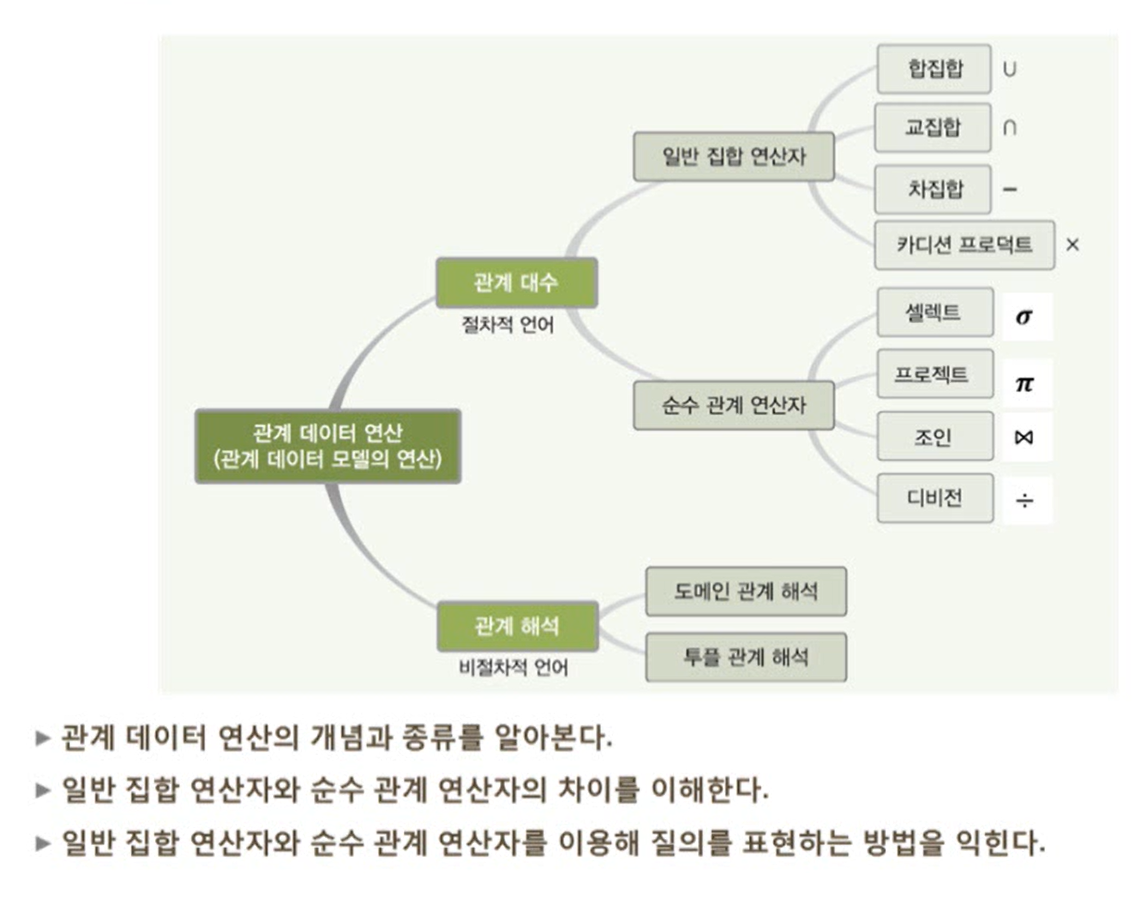 합집합 ∪
교집합 ∩
일반 집합 연산자
차집합 −
카디션 프로덕트 ×
관계 대수
절차적 언어
셀렉트 σ
프로젝트 π
순수 관계 연산자
조인 ⋈
디비전 ÷
관계 데이터 연산
(관계 데이터 모델의 연산)
도메인 관계 해석
관계 해석
비절차적 언어
투플 관계 해석
▶ 관계 데이터 연산의 개념과 종류를 알아본다.
▶ 일반 집합 연산자와 순수 관계 연산자의 차이를 이해한다.
▶ 일반 집합 연산자와 순수 관계 연산자를 이용해 질의를 표현하는 방법을 익힌다.